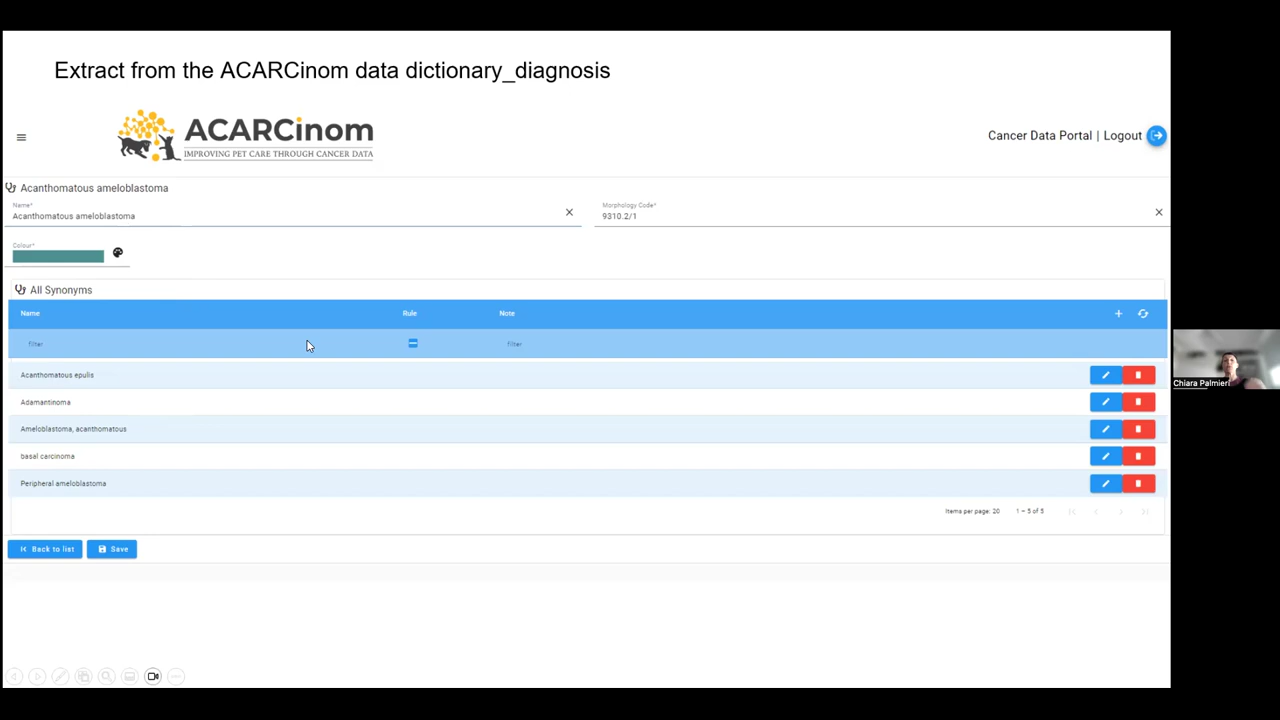 Extract from the ACARCinom data dictionary_diagnosis
ACARCinom
IMPROVING PET CARE THROUGH CANCER DATA
Cancer Data Portal | Logout
Acanthomatous ameloblastoma
Name*
Morphology Code*
Acanthomatous ameloblastoma
9310.2/1
Colour*
All Synonyms
Name Rule Note
filter filter
Acanthomatous epulis
Adamantinoma
Chiara Palmieri
Ameloblastoma, acanthomatous
basal carcinoma
Peripheral ameloblastoma
Items per page: 20 1 – 5 of 5
Back to list Save